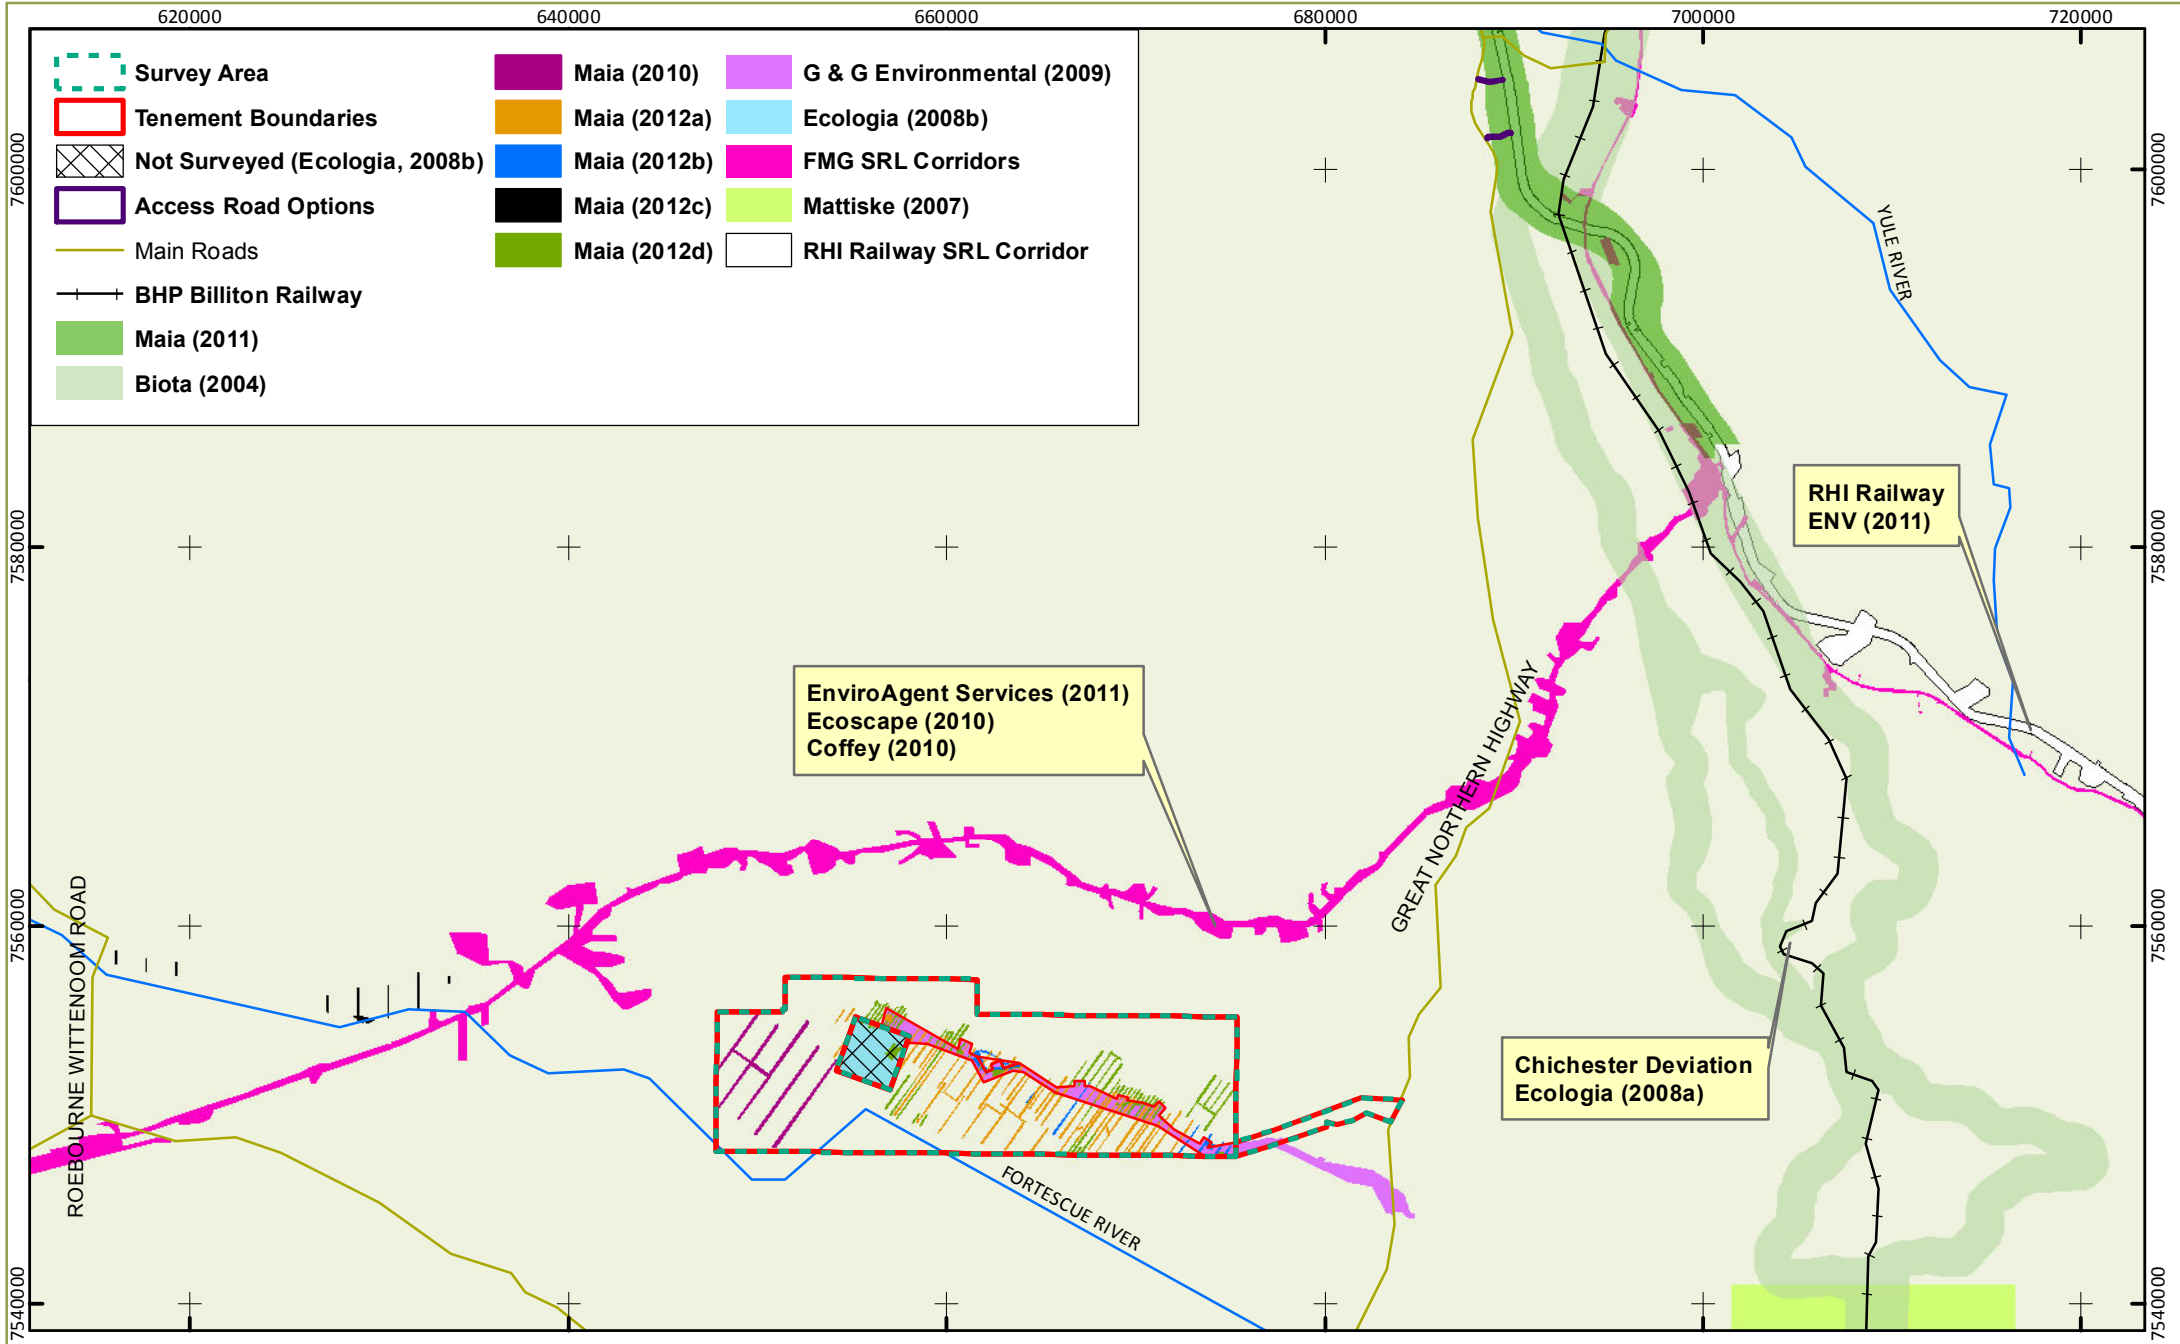 620000
640000
660000
680000
700000
720000
Survey Area
Tenement Boundaries
Not Surveyed (Ecologia, 2008b)
Access Road Options
Main Roads
BHP Billiton Railway
Maia (2011)
Biota (2004)
Maia (2010)
Maia (2012a)
Maia (2012b)
Maia (2012c)
Maia (2012d)
G & G Environmental (2009)
Ecologia (2008b)
FMG SRL Corridors
Mattiske (2007)
RHI Railway SRL Corridor
7600000
7600000
YULE RIVER
RHI Railway
ENV (2011)
7580000
7580000
EnviroAgent Services (2011)
Ecoscape (2010)
Coffey (2010)
GREAT NORTHERN HIGHWAY
7560000
7560000
ROEBOURNE WITTENOOM ROAD
Chichester Deviation
Ecologia (2008a)
FORTESCUE RIVER
7540000
7540000